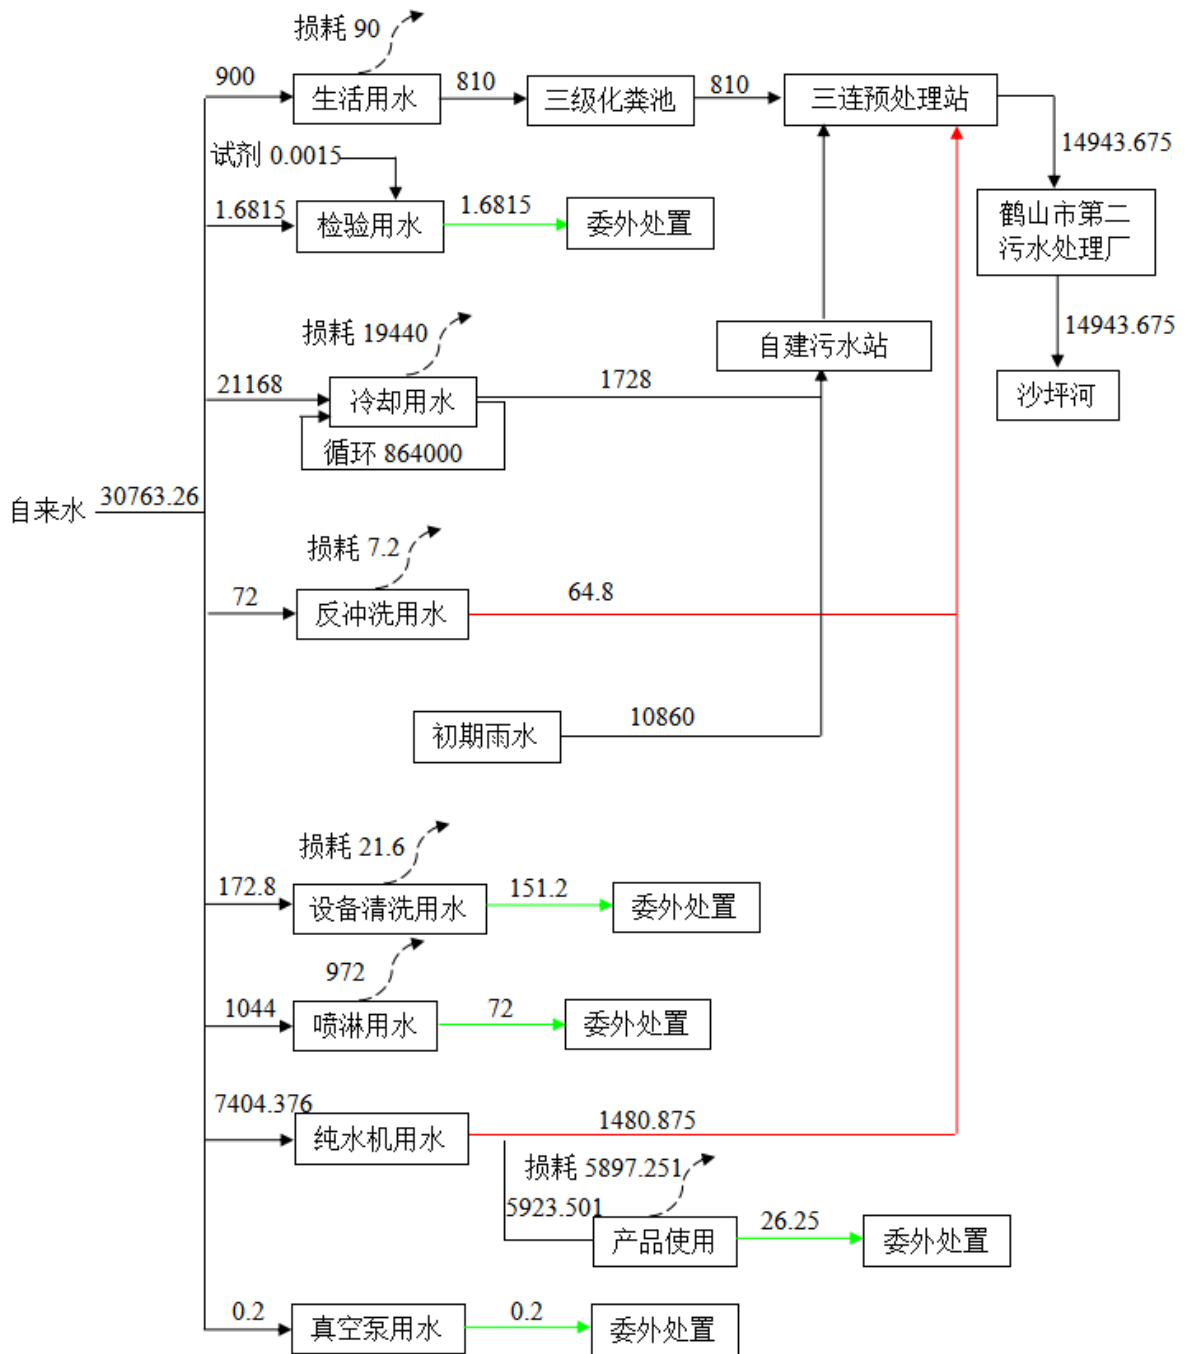 损耗 90
900
生活用水
810
三级化粪池
810
三连预处理站
14943.675
试剂 0.0015
1.6815
检验用水
1.6815
委外处置
鹤山市第二
污水处理厂
14943.675
沙坪河
损耗 19440
21168
冷却用水
1728
循环 864000
自建污水站
自来水
30763.26
损耗 7.2
72
反冲洗用水
64.8
初期雨水
10860
损耗 21.6
172.8
设备清洗用水
151.2
委外处置
972
1044
喷淋用水
72
委外处置
7404.376
纯水机用水
1480.875
损耗 5897.251
5923.501
产品使用
26.25
委外处置
0.2
真空泵用水
0.2
委外处置